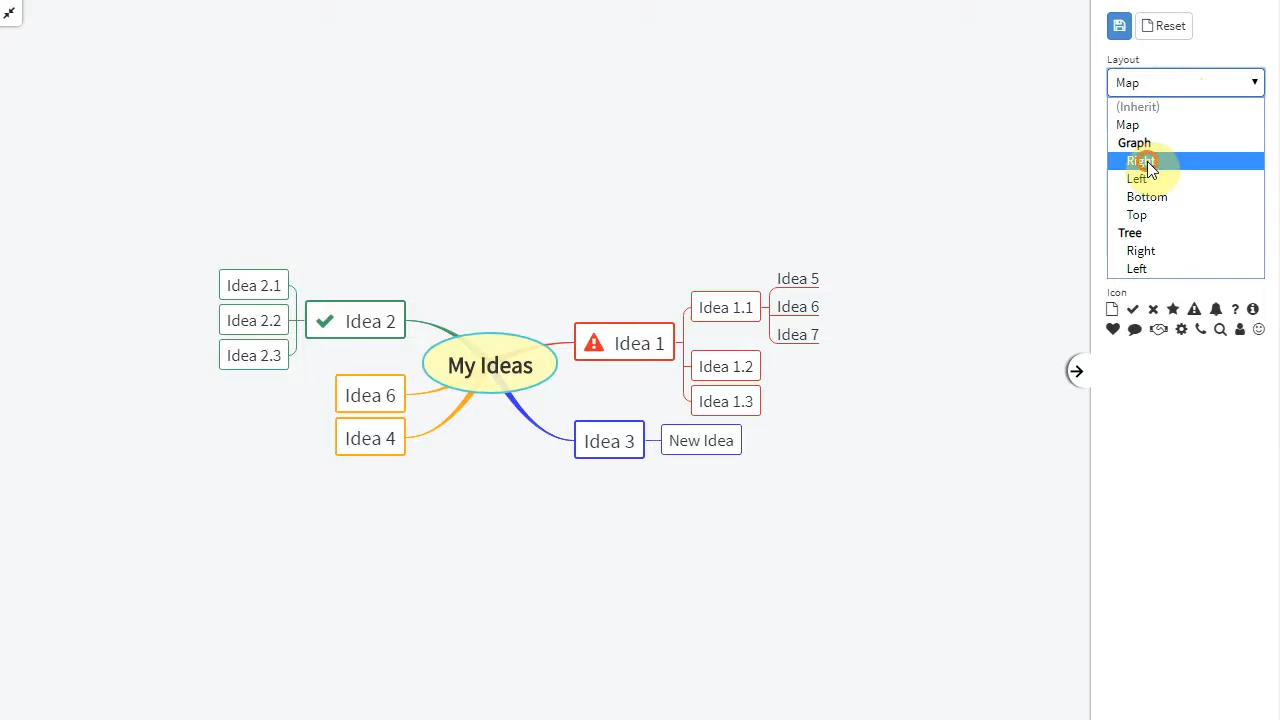 Reset
Layout
Map
(Inherit)
Map
Graph
Right
Left
Bottom
Top
Tree
Right
Left
Icon
Idea 2.1
Idea 2.2
Idea 2.3
Idea 2
Idea 6
Idea 4
My Ideas
Idea 1
Idea 1.1
Idea 5
Idea 6
Idea 7
Idea 1.2
Idea 1.3
Idea 3
New Idea